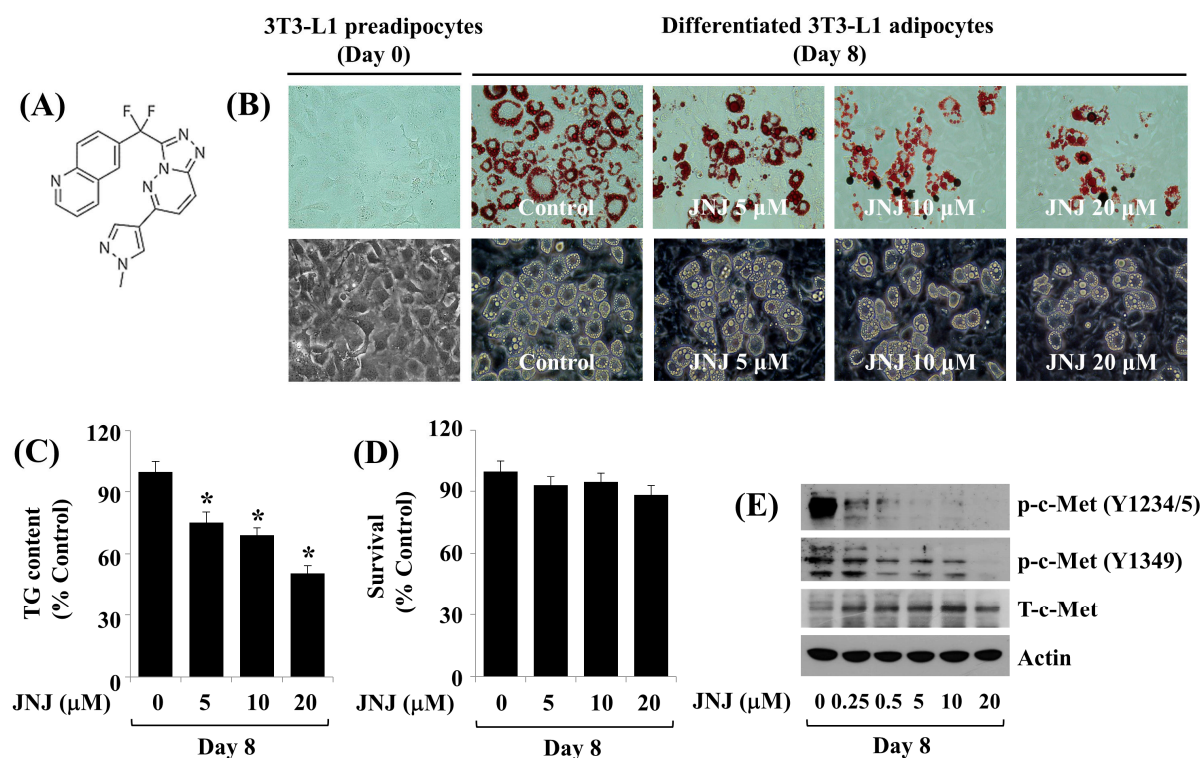 3T3-L1 preadipocytes
(Day 0)
Differentiated 3T3-L1 adipocytes
(Day 8)
(A)
F F
N
N
N
N
N
N
N
N
(B)
Control
JNJ 5 μM
JNJ 10 μM
JNJ 20 μM
Control
JNJ 5 μM
JNJ 10 μM
JNJ 20 μM
(C)
TG content
(% Control)
120
90
60
30
0
* * *
JNJ (μM) 0 5 10 20
Day 8
(D)
Survival
(% Control)
120
90
60
30
0
JNJ (μM) 0 5 10 20
Day 8
(E)
p-c-Met (Y1234/5)
p-c-Met (Y1349)
T-c-Met
Actin
JNJ (μM) 0 0.25 0.5 5 10 20
Day 8